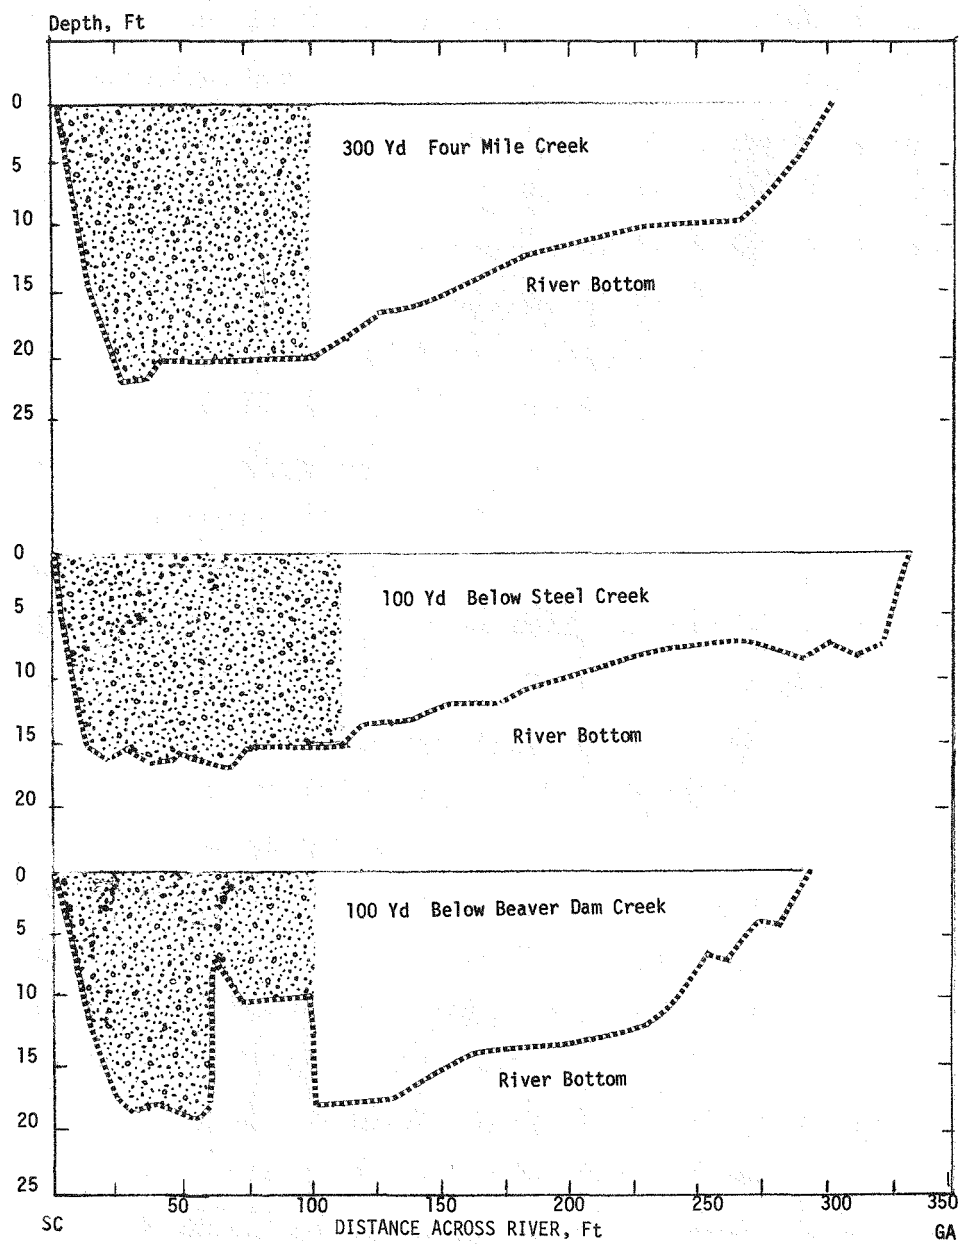 Depth, Ft
0
300 Yd Four Mile Creek
5
10
15
River Bottom
20
25
0
100 Yd Below Steel Creek
5
10
15
River Bottom
20
0
100 Yd Below Beaver Dam Creek
5
10
15
River Bottom
20
25
50 100 150 200 250 300 350
SC DISTANCE ACROSS RIVER, Ft GA